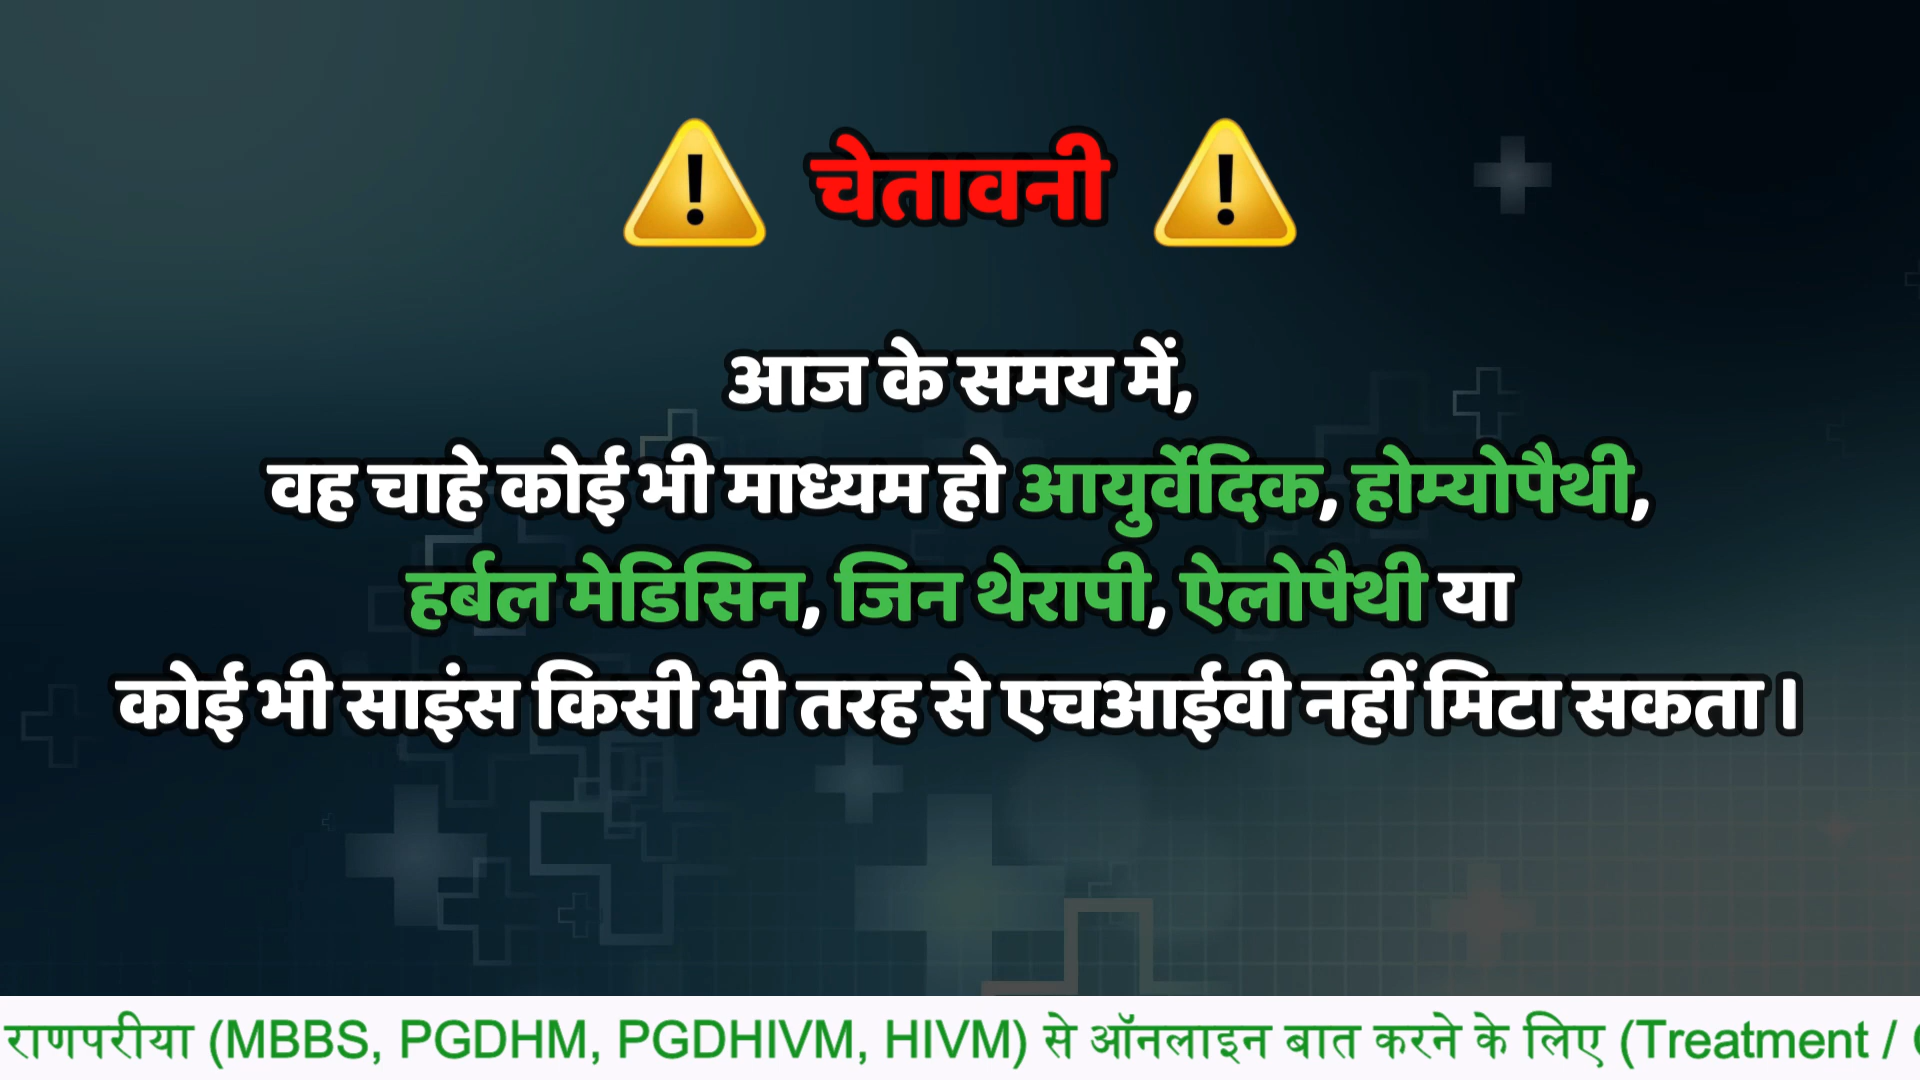 चेतावनी
आज के समय में,
वह चाहे कोई भी माध्यम हो आयुर्वेदिक, होम्योपैथी,
हर्बल मेडिसिन, जिन थेरापी, ऐलोपैथी या
कोई भी साइंस किसी भी तरह से एचआईवी नहीं मिटा सकता ।
राणपरीया (MBBS, PGDHM, PGDHIVM, HIVM) से ऑनलाइन बात करने के लिए (Treatment /